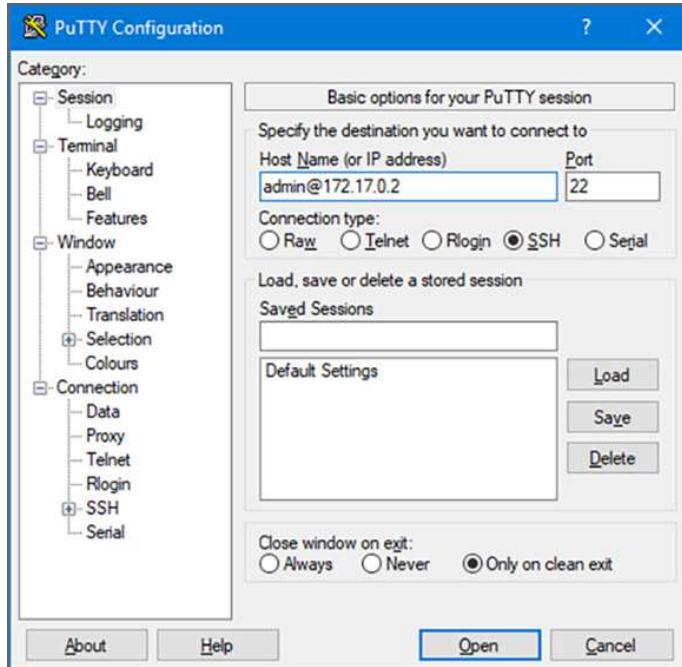 PuTTY Configuration
?
Category:
Session
Logging
Terminal
Keyboard
Bell
Features
Window
Appearance
Behaviour
Translation
Selection
Colours
Connection
Data
Proxy
Telnet
Rlogin
SSH
Serial
Basic options for your PuTTY session
Specify the destination you want to connect to
Host Name (or IP address) Port
admin@172.17.0.2 22
Connection type:
Raw Telnet Rlogin SSH Serial
Load, save or delete a stored session
Saved Sessions
Default Settings
Load
Save
Delete
Close window on exit:
Always Never Only on clean exit
About Help Open Cancel